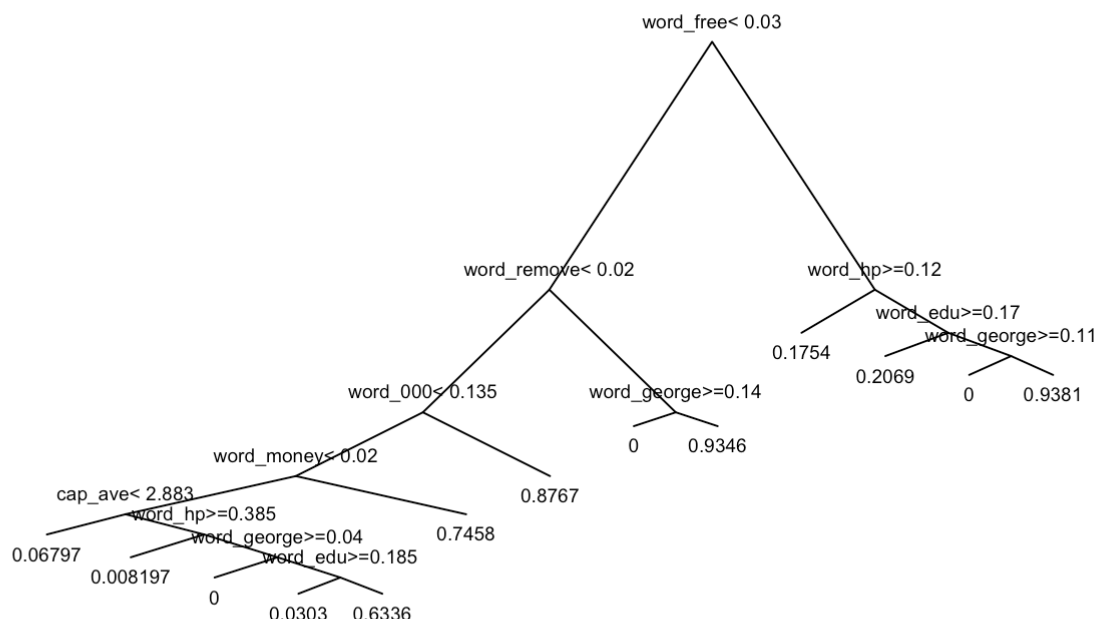 word_free< 0.03
word_remove< 0.02
word_hp>=0.12
word_edu>=0.17
word_george>=0.11
0.1754
0.2069
0
0.9381
word_000< 0.135
word_george>=0.14
0
0.9346
word_money< 0.02
0.8767
cap_ave< 2.883
word_hp>=0.385
0.7458
word_george>=0.04
0.06797
word_edu>=0.185
0.008197
0
0.0303
0.6336